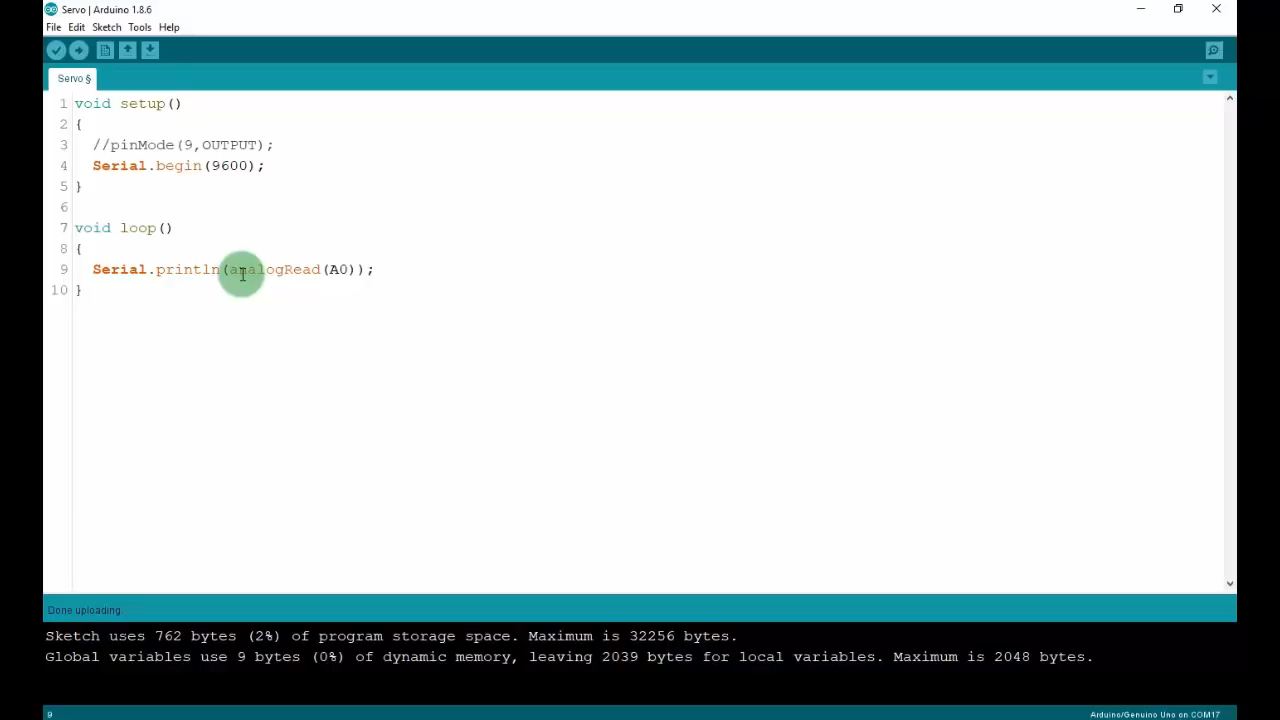 Servo | Arduino 1.8.6
File Edit Sketch Tools Help
Servo §
1 void setup()
2 {
3 //pinMode(9,OUTPUT);
4 Serial.begin(9600);
5 }
6
7 void loop()
8 {
9 Serial.println(analogRead(A0));
10 }
Done uploading.
Sketch uses 762 bytes (2%) of program storage space. Maximum is 32256 bytes.
Global variables use 9 bytes (0%) of dynamic memory, leaving 2039 bytes for local variables. Maximum is 2048 bytes.
9 Arduino/Genuino Uno on COM17